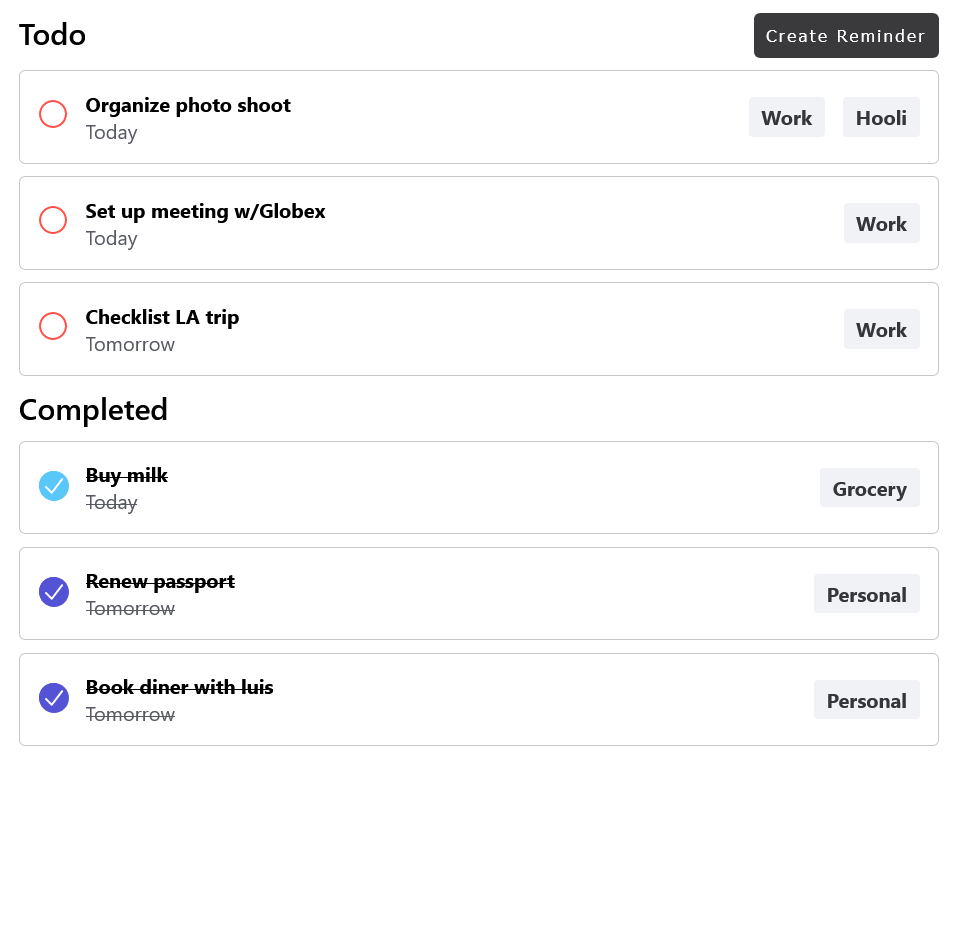 Todo
Create Reminder
Organize photo shoot
Today
Work
Hooli
Set up meeting w/Globex
Today
Work
Checklist LA trip
Tomorrow
Work
Completed
Buy milk
Today
Grocery
Renew passport
Tomorrow
Personal
Book diner with luis
Tomorrow
Personal